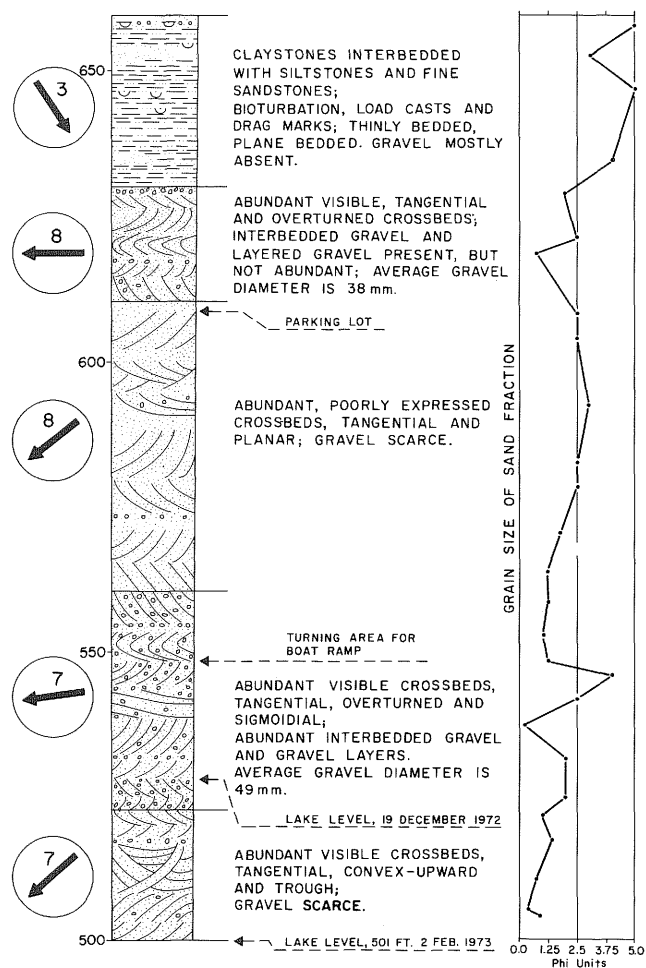 650
3
CLAYSTONES INTERBEDDED
WITH SILTSTONES AND FINE
SANDSTONES;
BIOTURBATION, LOAD CASTS AND
DRAG MARKS; THINLY BEDDED,
PLANE BEDDED. GRAVEL MOSTLY
ABSENT.
8
ABUNDANT VISIBLE, TANGENTIAL
AND OVERTURNED CROSSBEDS;
INTERBEDDED GRAVEL AND
LAYERED GRAVEL PRESENT, BUT
NOT ABUNDANT; AVERAGE GRAVEL
DIAMETER IS 38 mm.
PARKING LOT
600
8
ABUNDANT, POORLY EXPRESSED
CROSSBEDS, TANGENTIAL AND
PLANAR; GRAVEL SCARCE.
TURNING AREA FOR
BOAT RAMP
550
7
ABUNDANT VISIBLE CROSSBEDS,
TANGENTIAL, OVERTURNED AND
SIGMOIDIAL;
ABUNDANT INTERBEDDED GRAVEL
AND GRAVEL LAYERS.
AVERAGE GRAVEL DIAMETER IS
49 mm.
LAKE LEVEL, 19 DECEMBER 1972
7
ABUNDANT VISIBLE CROSSBEDS,
TANGENTIAL, CONVEX-UPWARD
AND TROUGH;
GRAVEL SCARCE.
500
LAKE LEVEL, 501 FT. 2 FEB. 1973
GRAIN SIZE OF SAND FRACTION
0.0 1.25 2.5 3.75 5.0
Phi Units